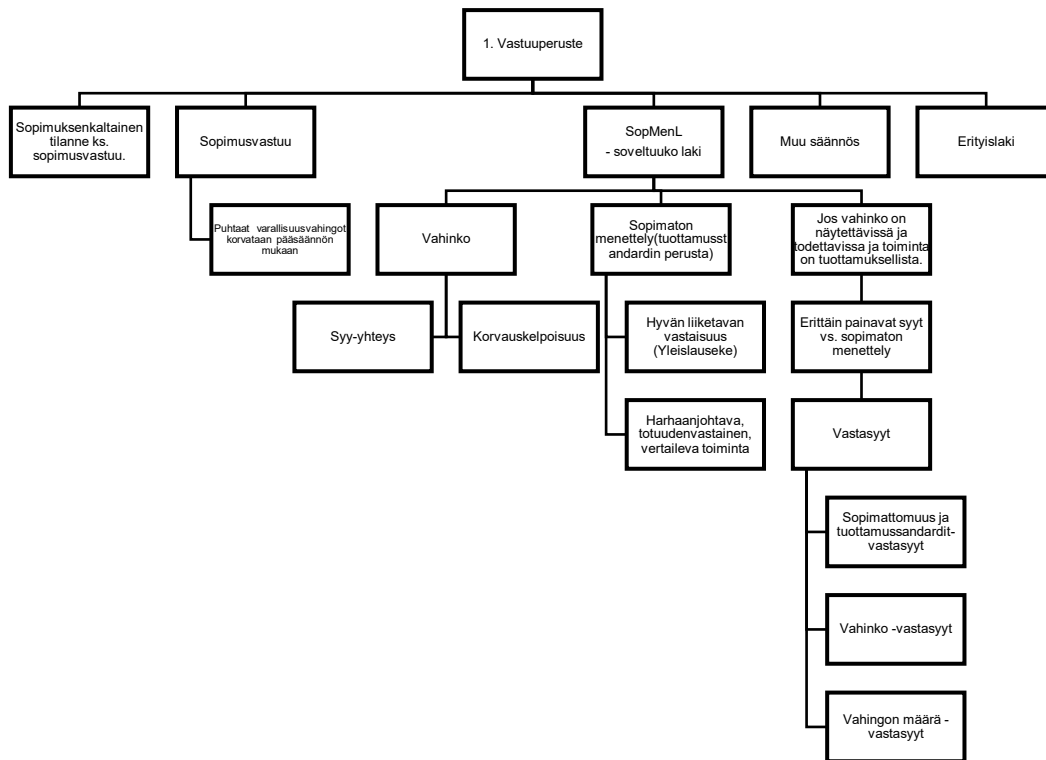 1. Vastuuperuste
Sopimuksenkaltainen
tilanne ks.
sopimusvastuu.
Sopimusvastuu
SopMenL
- soveltuuko laki
Muu säännös
Erityislaki
Puhtaat varallisuusvahingot
korvataan pääsäännön
mukaan
Vahinko
Sopimaton
menettely(tuottamusst
andardin perusta)
Jos vahinko on
näytettävissä ja
todettavissa ja toiminta
on tuottamuksellista.
Syy-yhteys
Korvauskelpoisuus
Hyvän liiketavan
vastaisuus
(Yleislauseke)
Erittäin painavat syyt
vs. sopimaton
menettely
Harhaanjohtava,
totuudenvastainen,
vertaileva toiminta
Vastasyyt
Sopimattomuus ja
tuottamussandardit-
vastasyyt
Vahinko -vastasyyt
Vahingon määrä -
vastasyyt